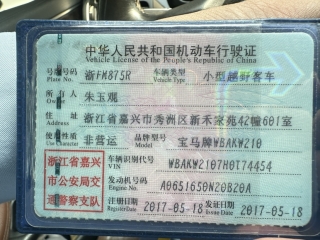 中华人民共和国机动车行驶证
Vehicle License of the People's Republic of China
号牌号码 浙FM875R 车辆类型 小型越野客车
Plate No. Vehicle Type
所有人 朱玉观
Owner
住址 浙江省嘉兴市秀洲区新禾家苑42幢601室
Address
使用性质 非营运 品牌型号 宝马牌WBAKW210
浙江省嘉兴市公安局交通警察支队
车辆识别代号 WBAKW2107H0T74454
VIN
发动机号码 A0651650N20B20A
Engine No.
注册日期 2017-05-18 发证日期 2017-05-18
Register Date Issue Date